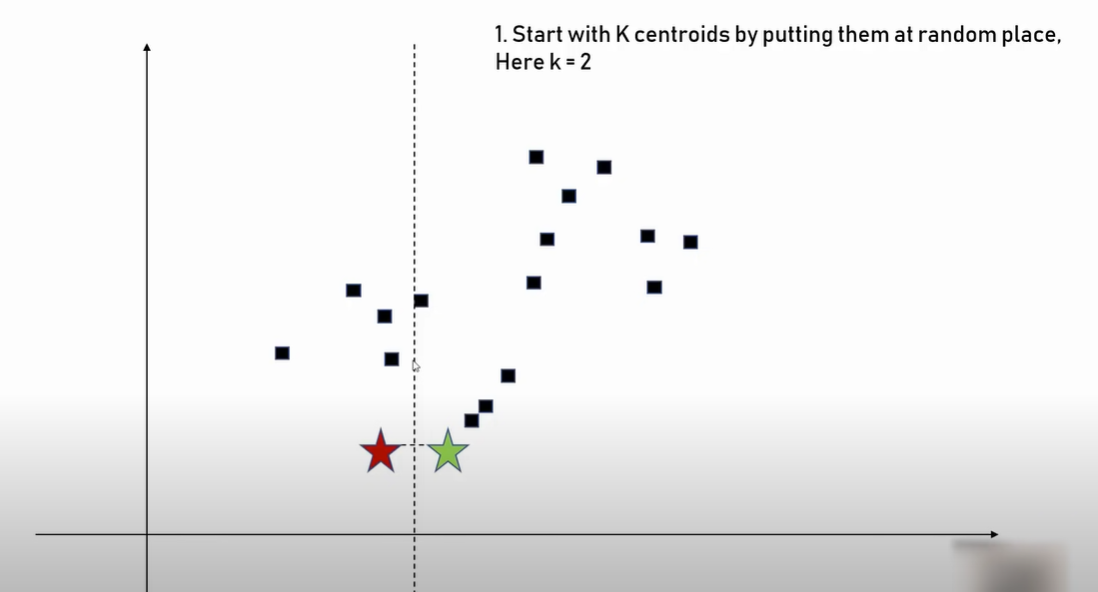 1. Start with K centroids by putting them at random place,
Here k = 2